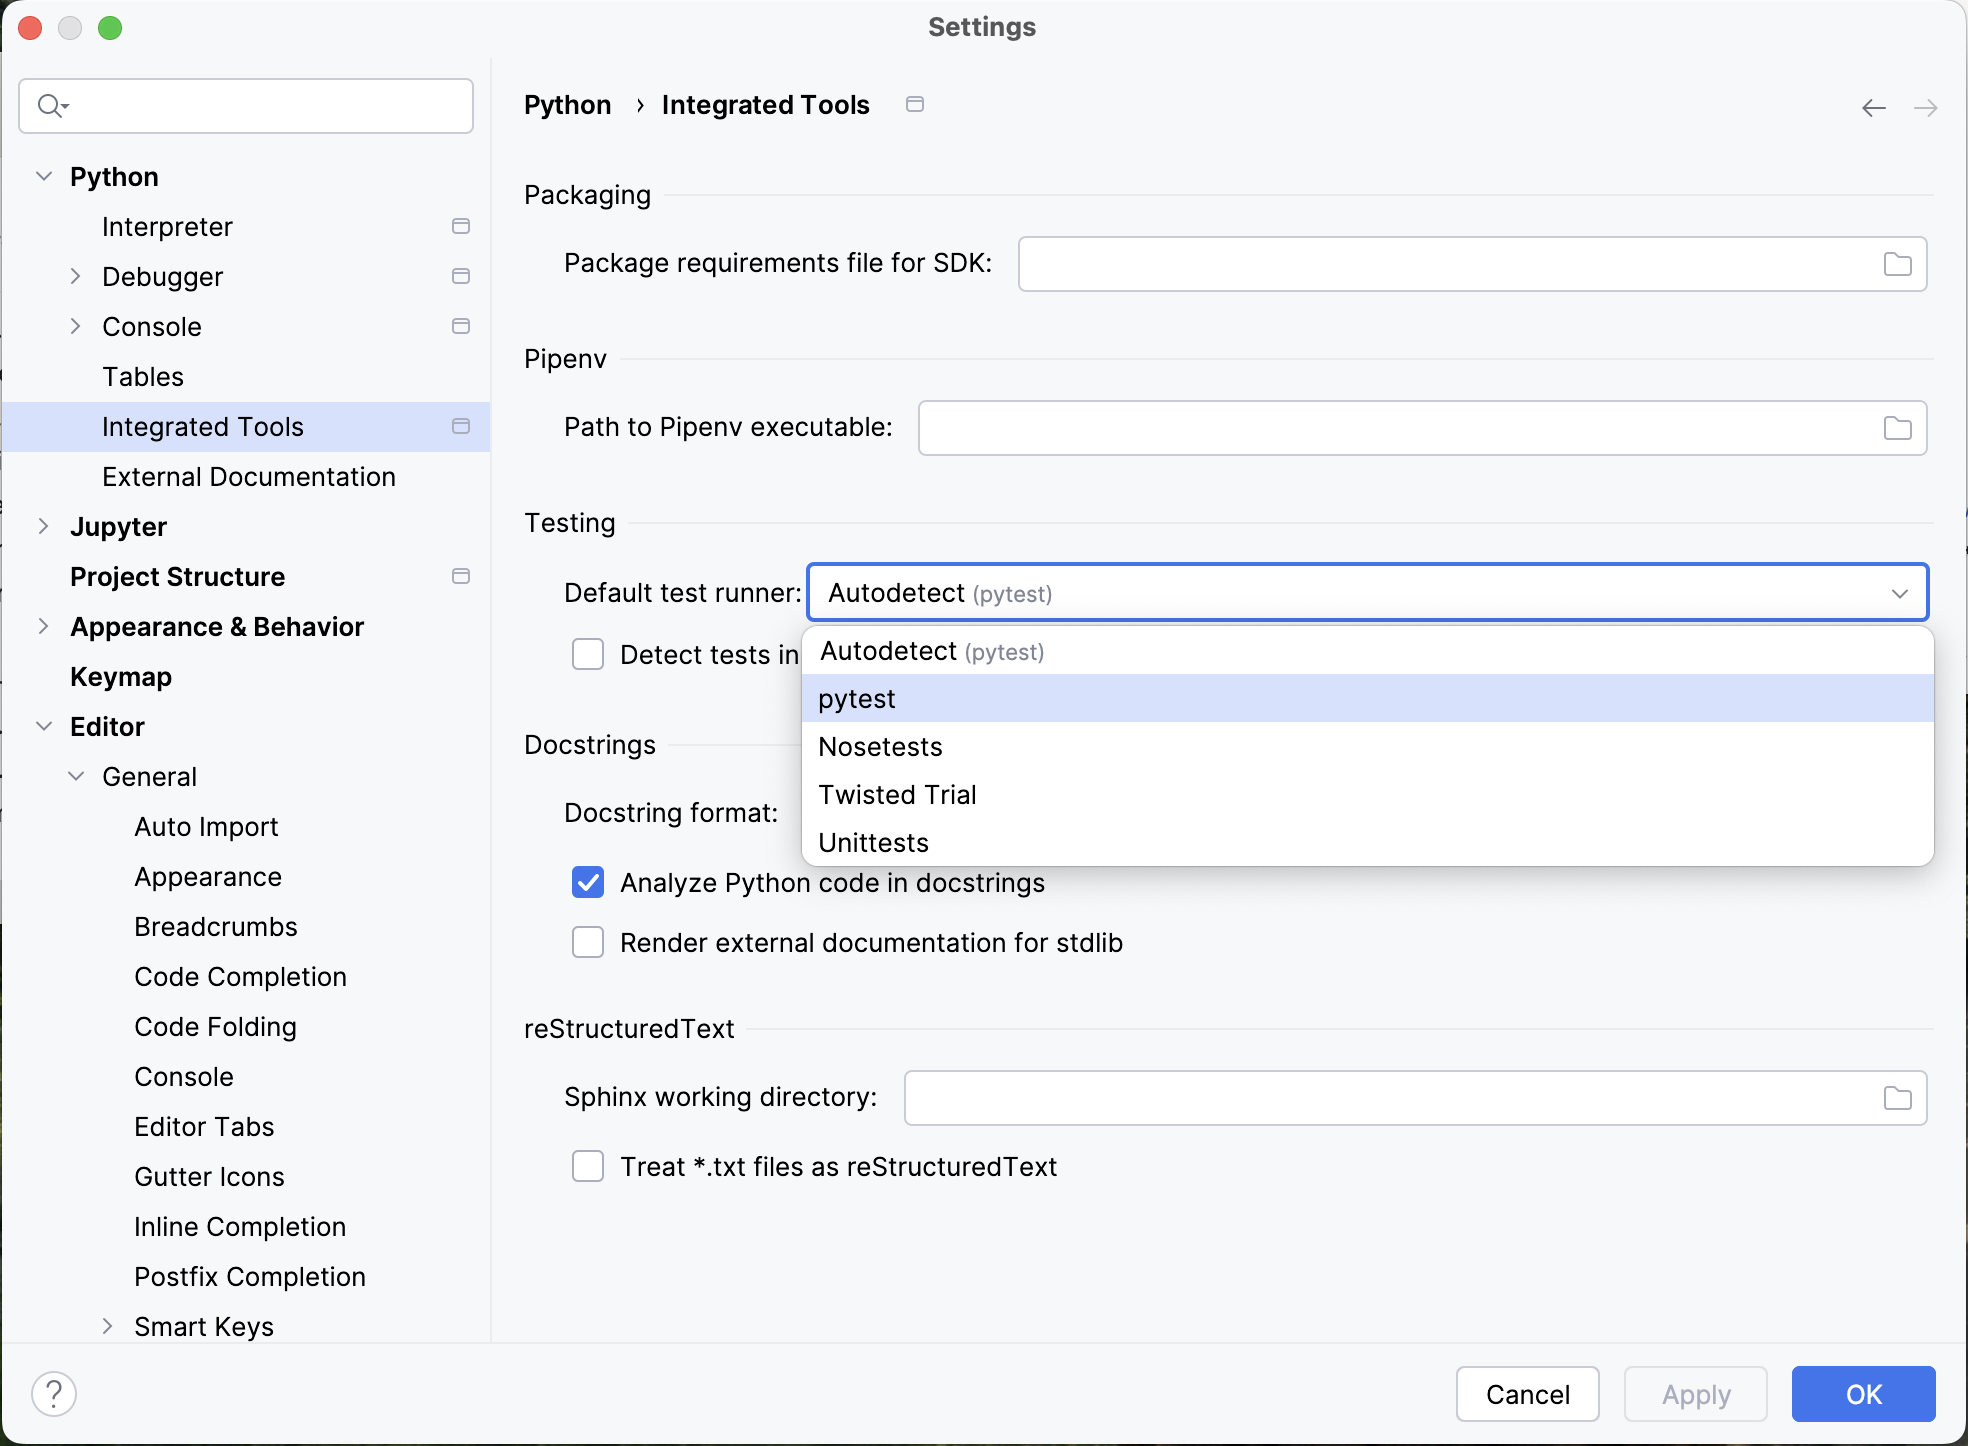 Settings
Python
Interpreter
Debugger
Console
Tables
Integrated Tools
External Documentation
Jupyter
Project Structure
Appearance & Behavior
Keymap
Editor
General
Auto Import
Appearance
Breadcrumbs
Code Completion
Code Folding
Console
Editor Tabs
Gutter Icons
Inline Completion
Postfix Completion
Smart Keys
Python › Integrated Tools
Packaging
Package requirements file for SDK:
Pipenv
Path to Pipenv executable:
Testing
Default test runner: Autodetect (pytest)
Autodetect (pytest)
pytest
Nosetests
Twisted Trial
Unittests
Detect tests in
Docstrings
Docstring format:
Analyze Python code in docstrings
Render external documentation for stdlib
reStructuredText
Sphinx working directory:
Treat *.txt files as reStructuredText
?
Cancel
Apply
OK